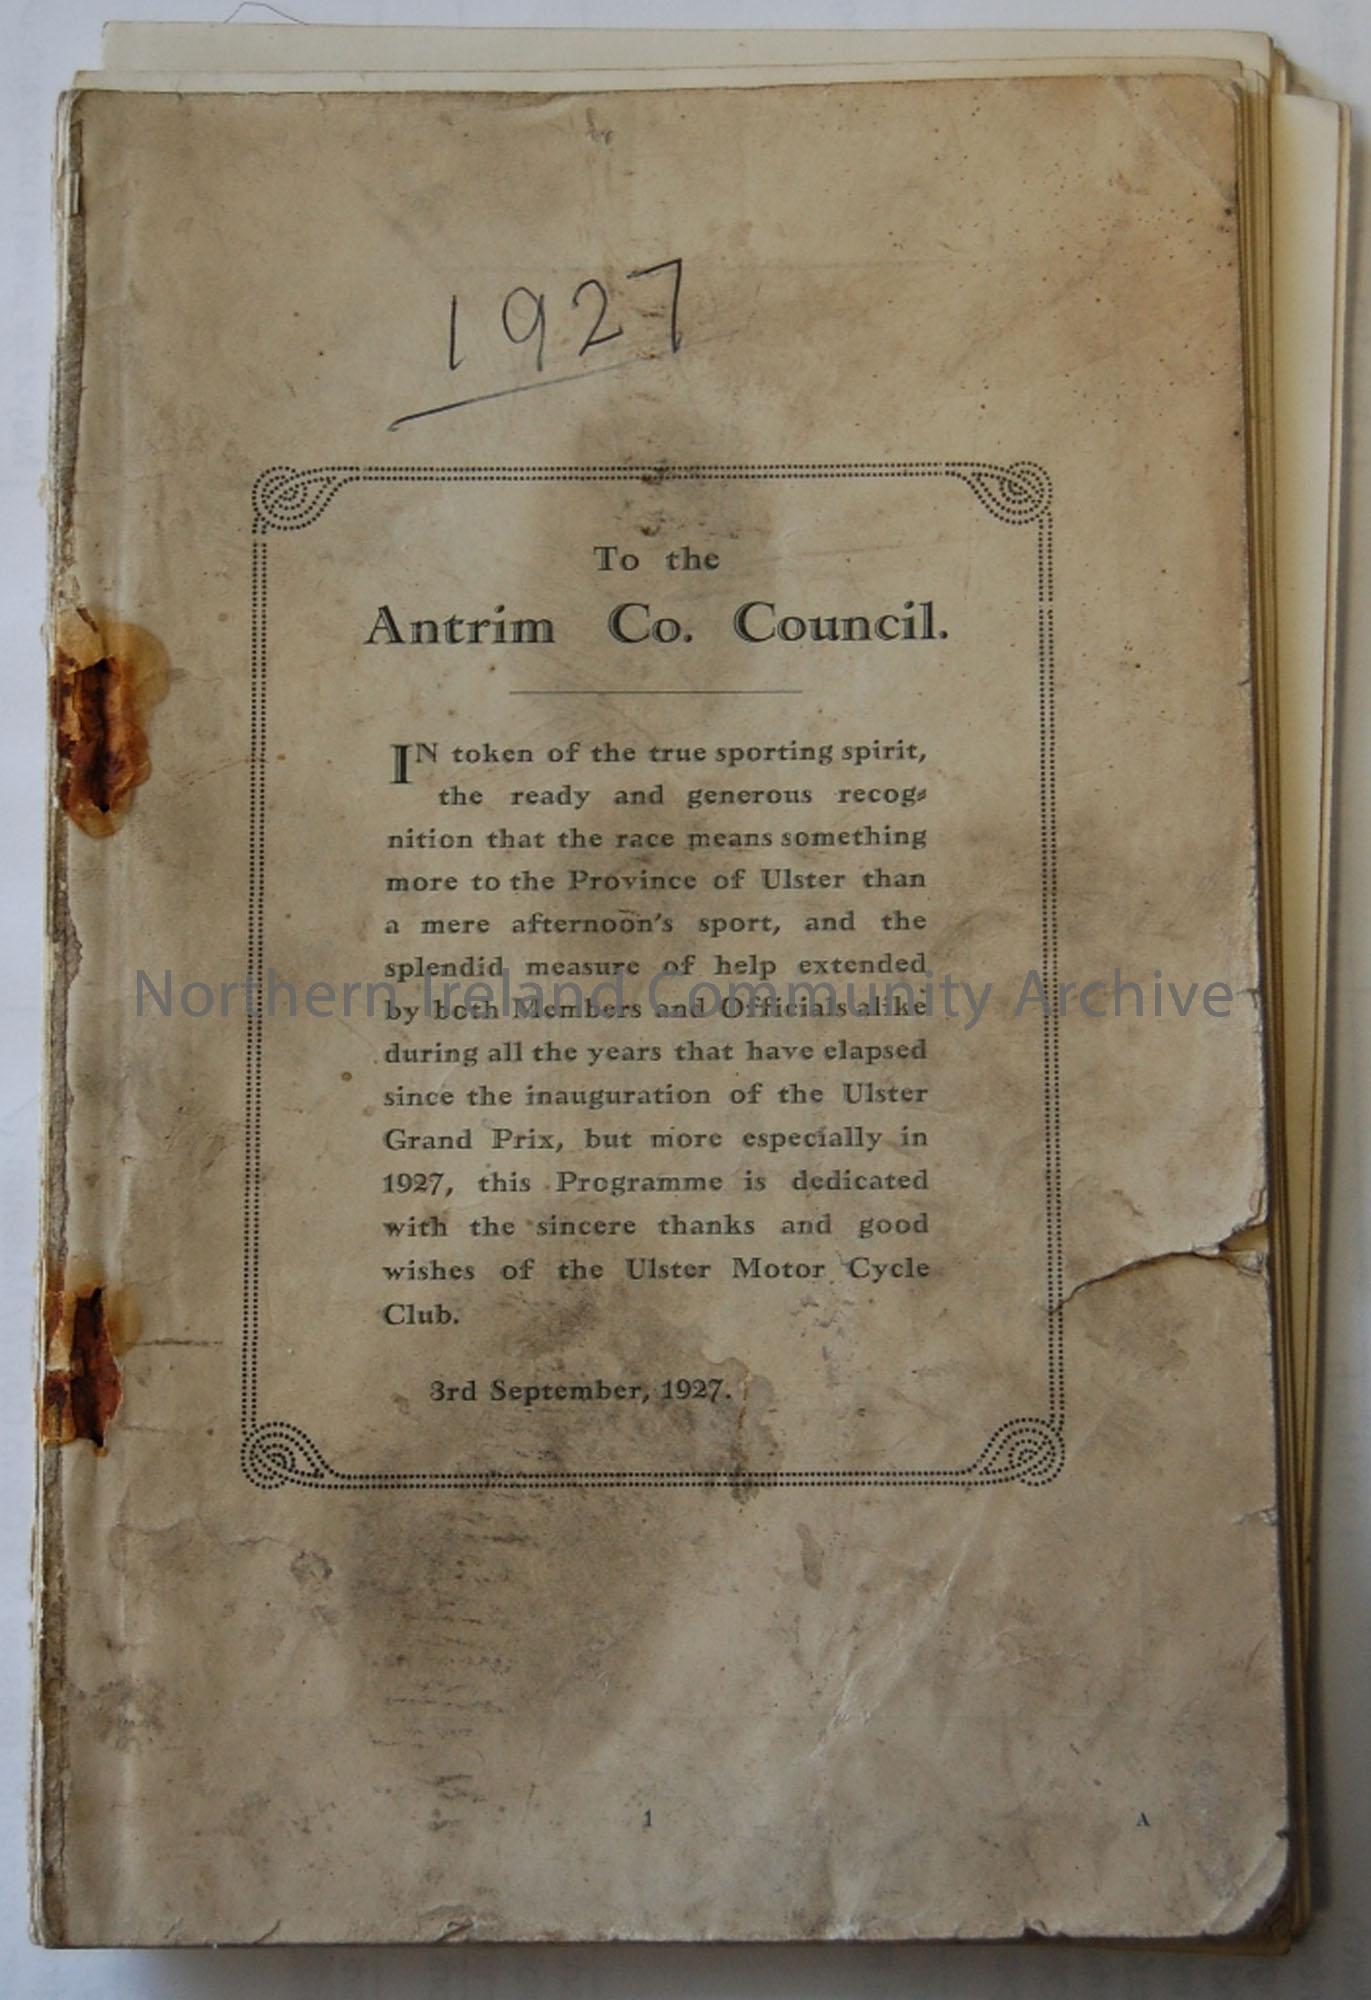 1927
To the
Antrim Co. Council.
IN token of the true sporting spirit,
the ready and generous recog-
nition that the race means something
more to the Province of Ulster than
a mere afternoon's sport, and the
splendid measure of help extended
by both Members and Officials alike
during all the years that have elapsed
since the inauguration of the Ulster
Grand Prix, but more especially in
1927, this Programme is dedicated
with the sincere thanks and good
wishes of the Ulster Motor Cycle
Club.
3rd September, 1927.
1 A
Northern Ireland Community Archive